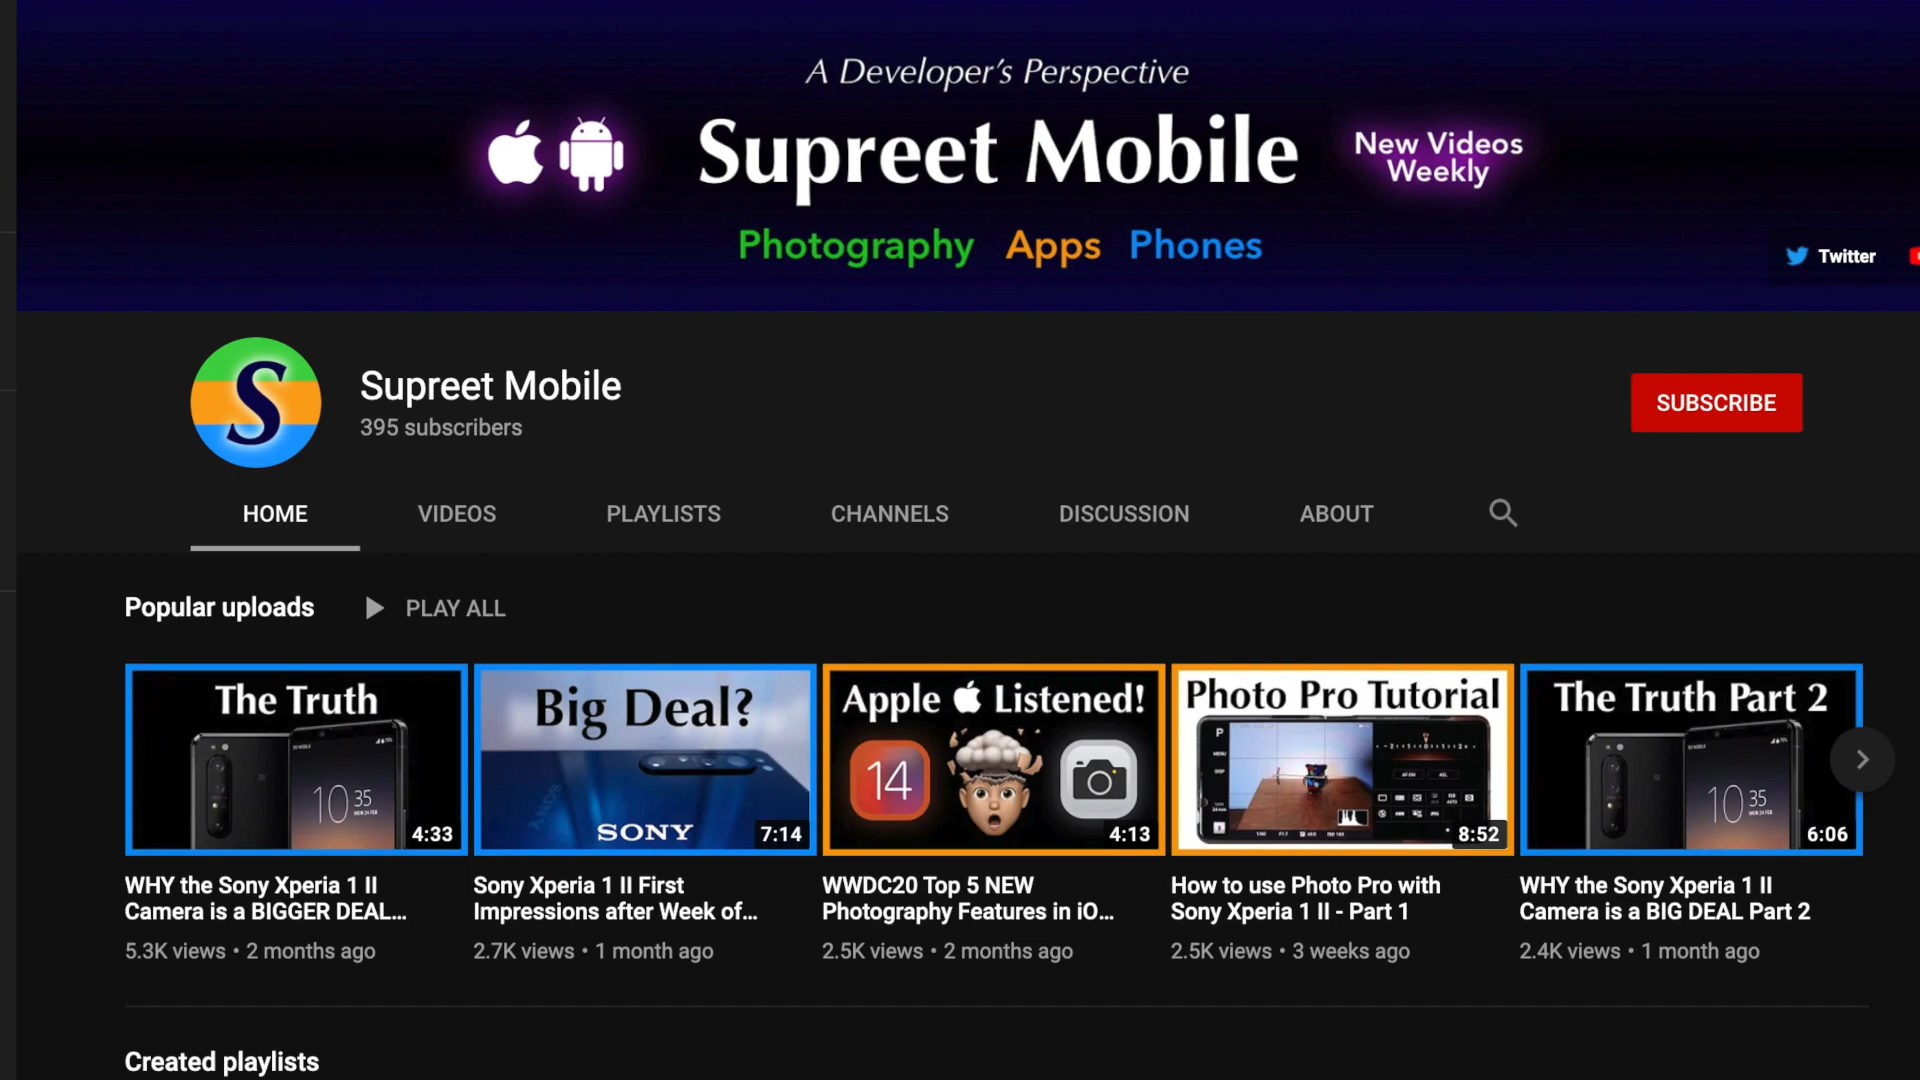 A Developer's Perspective
Supreet Mobile
New Videos
Weekly
Photography Apps Phones
Twitter
S
Supreet Mobile
395 subscribers
SUBSCRIBE
HOME VIDEOS PLAYLISTS CHANNELS DISCUSSION ABOUT
Popular uploads PLAY ALL
The Truth
10 35
4:33
Big Deal?
SONY
7:14
Apple Listened!
14
4:13
Photo Pro Tutorial
P
MENU
DISP
8:52
The Truth Part 2
10 35
6:06
WHY the Sony Xperia 1 II
Camera is a BIGGER DEAL...
5.3K views • 2 months ago
Sony Xperia 1 II First
Impressions after Week of...
2.7K views • 1 month ago
WWDC20 Top 5 NEW
Photography Features in iO...
2.5K views • 2 months ago
How to use Photo Pro with
Sony Xperia 1 II - Part 1
2.5K views • 3 weeks ago
WHY the Sony Xperia 1 II
Camera is a BIG DEAL Part 2
2.4K views • 1 month ago
Created playlists